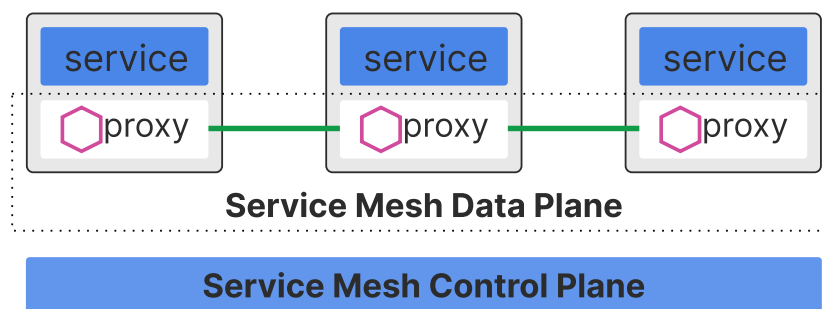 service service service
proxy proxy proxy
Service Mesh Data Plane
Service Mesh Control Plane